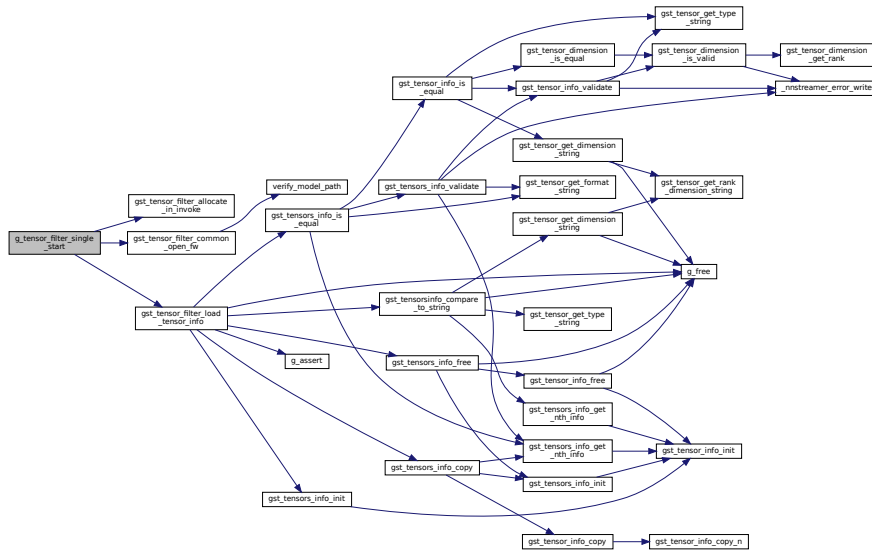 gst_tensor_get_type
_string
gst_tensor_dimension
_is_equal
gst_tensor_dimension
_is_valid
gst_tensor_dimension
_get_rank
gst_tensor_info_is
_equal
gst_tensor_info_validate
_nnstreamer_error_write
gst_tensor_get_dimension
_string
verify_model_path
gst_tensors_info_validate
gst_tensor_get_format
_string
gst_tensor_get_rank
_dimension_string
gst_tensor_filter_allocate
_in_invoke
gst_tensors_info_is
_equal
gst_tensor_get_dimension
_string
g_tensor_filter_single
_start
gst_tensor_filter_common
_open_fw
g_free
gst_tensorsinfo_compare
_to_string
gst_tensor_filter_load
_tensor_info
gst_tensor_get_type
_string
g_assert
gst_tensors_info_free
gst_tensor_info_free
gst_tensors_info_get
_nth_info
gst_tensors_info_get
_nth_info
gst_tensor_info_init
gst_tensors_info_copy
gst_tensors_info_init
gst_tensors_info_init
gst_tensor_info_copy
gst_tensor_info_copy_n